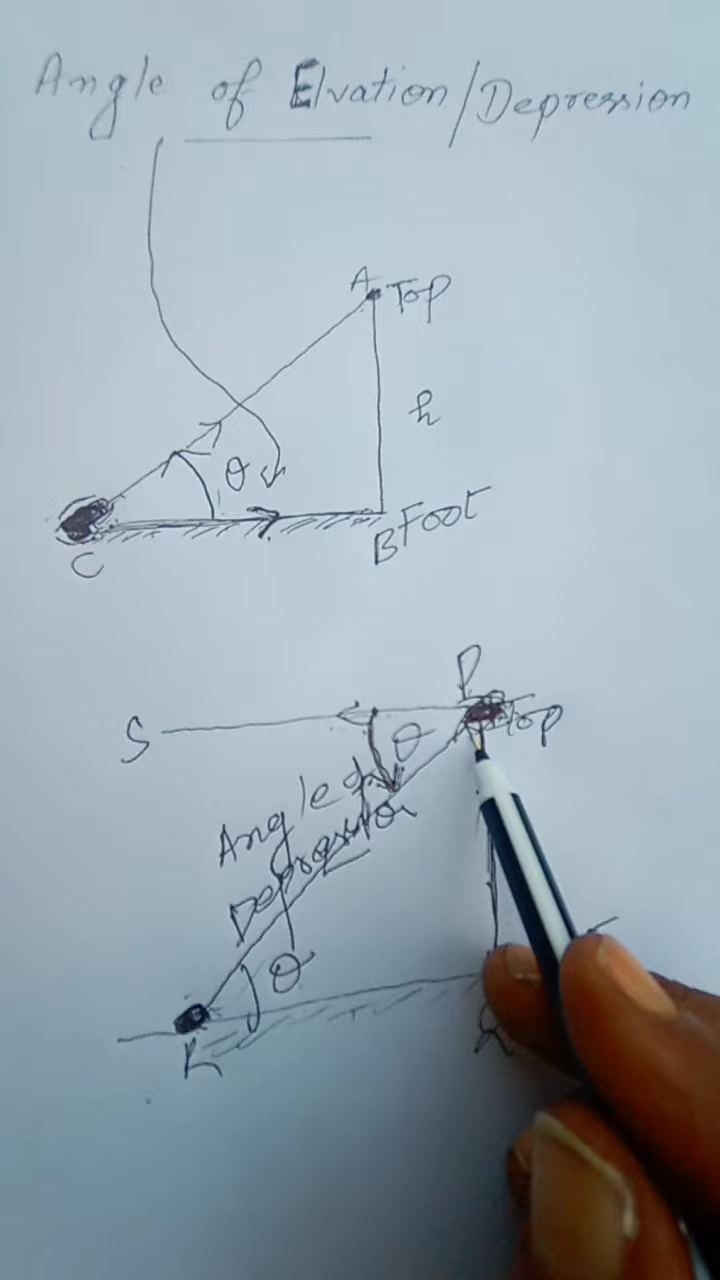 Angle of Elvation/Depression
A Top
h
θ
C
B Foot
P
S
Top
θ
Angle of
Depression
θ
R
Q